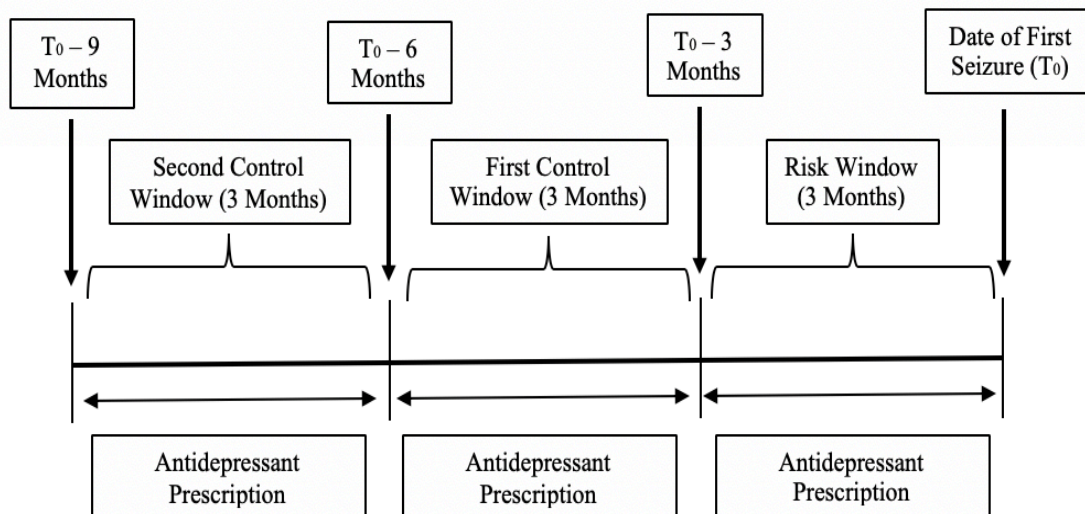 T₀ – 9
Months
T₀ – 6
Months
T₀ – 3
Months
Date of First
Seizure (T₀)
Second Control
Window (3 Months)
First Control
Window (3 Months)
Risk Window
(3 Months)
Antidepressant
Prescription
Antidepressant
Prescription
Antidepressant
Prescription